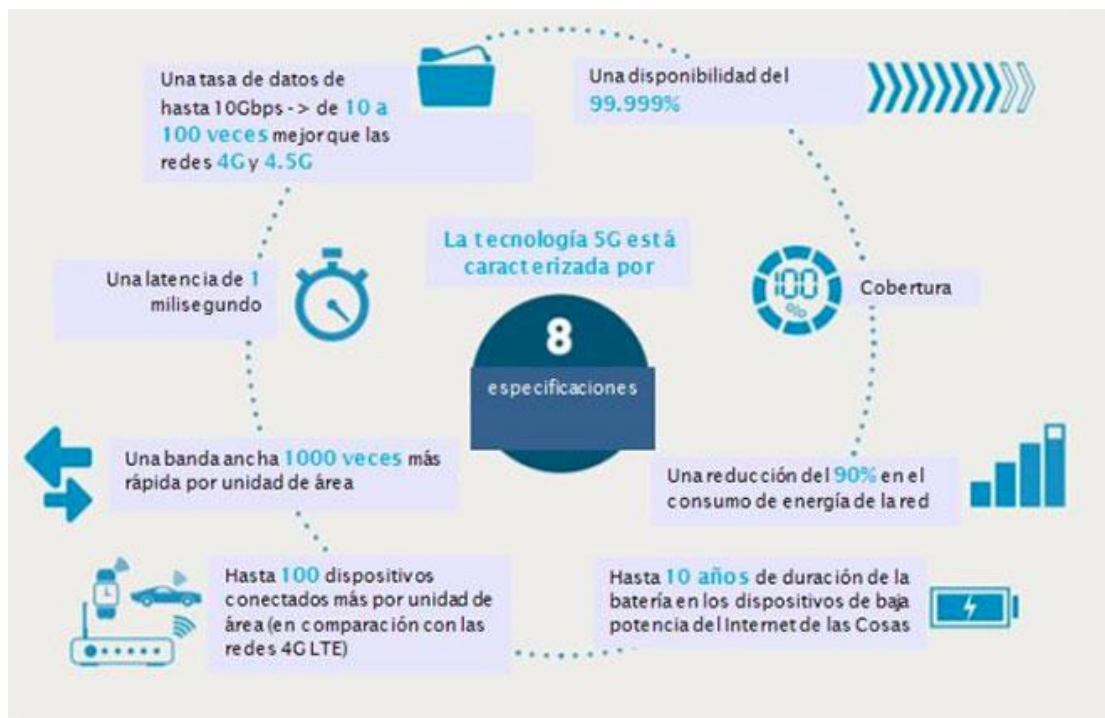 Una tasa de datos de
hasta 10Gbps -> de 10 a
100 veces mejor que las
redes 4G y 4.5G
Una disponibilidad del
99.999%
La tecnología 5G está
caracterizada por
8
especificaciones
Una latencia de 1
milisegundo
100
%
Cobertura
Una banda ancha 1000 veces más
rápida por unidad de área
Una reducción del 90% en el
consumo de energía de la red
Hasta 100 dispositivos
conectados más por unidad de
área (en comparación con las
redes 4G LTE)
Hasta 10 años de duración de la
batería en los dispositivos de baja
potencia del Internet de las Cosas